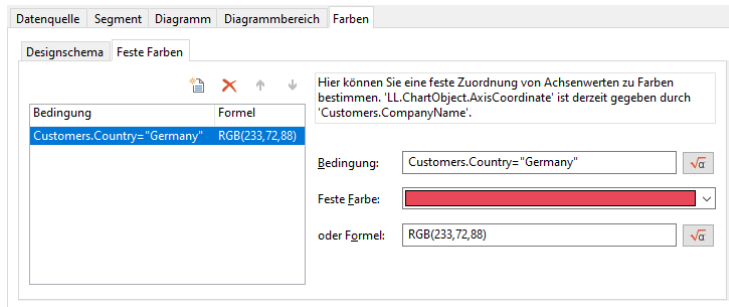 Datenquelle Segment Diagramm Diagrammbereich Farben
Designschema Feste Farben
Hier können Sie eine feste Zuordnung von Achsenwerten zu Farben
bestimmen. 'LL.ChartObject.AxisCoordinate' ist derzeit gegeben durch
'Customers.CompanyName'.
Bedingung Formel
Customers.Country="Germany" RGB(233,72,88)
Bedingung: Customers.Country="Germany" √α
Feste Farbe:
oder Formel: RGB(233,72,88) √α